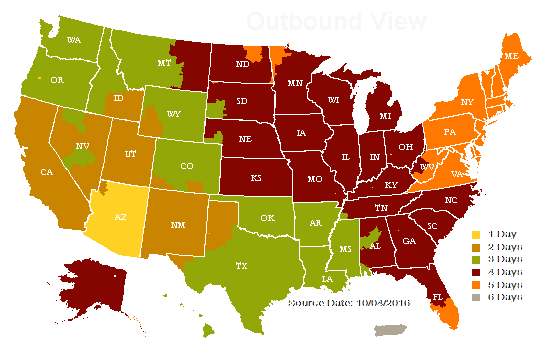 Outbound View
WA
MT
ND
ME
OR
MN
ID
SD
WI
NY
WY
MI
IA
NE
PA
NV
UT
IL
IN
OH
CO
WV
VA
CA
KS
MO
KY
NC
TN
OK
AZ
NM
AR
SC
MS
AL
GA
TX
LA
FL
1 Day
2 Days
3 Days
4 Days
5 Days
6 Days
Source Date: 10/04/2016